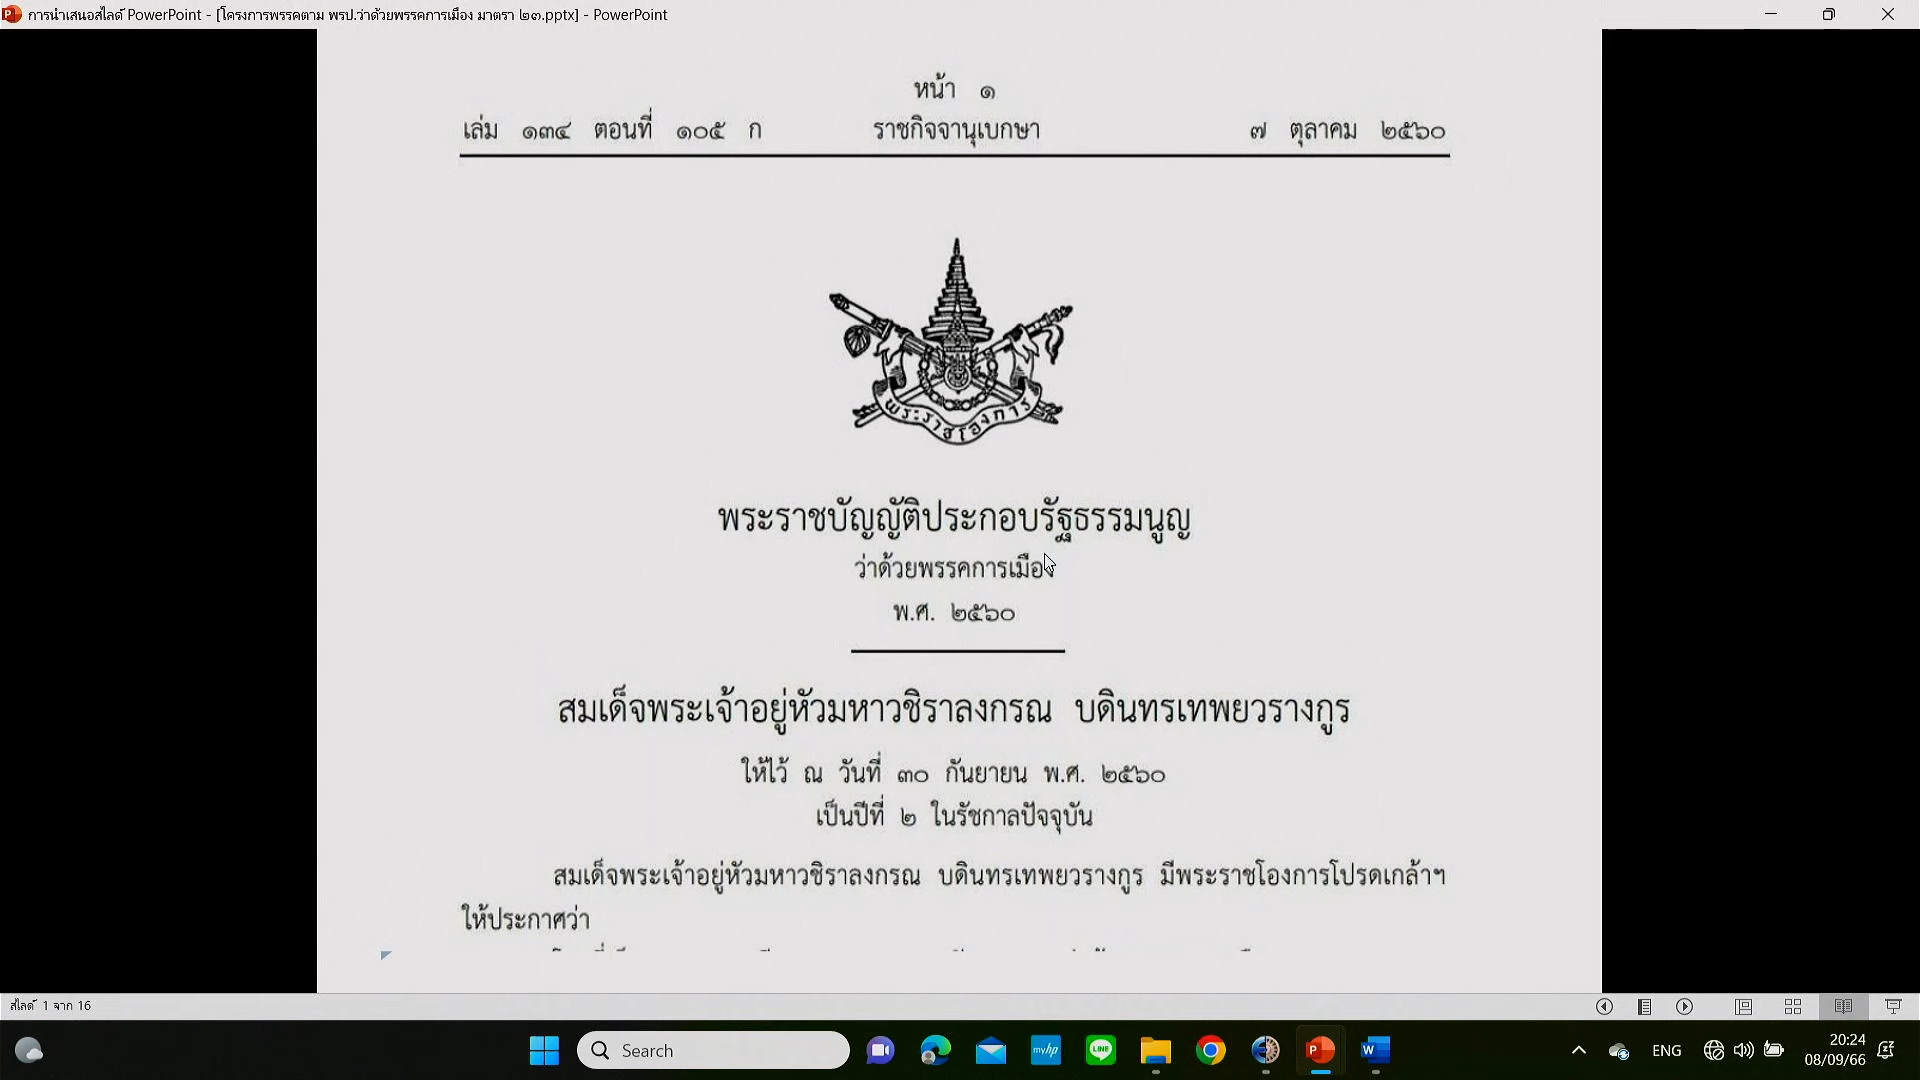 การนำเสนอสไลด์ PowerPoint - [โครงการพรรคตาม พรป.ว่าด้วยพรรคการเมือง มาตรา ๒๓.pptx] - PowerPoint
หน้า ๑
เล่ม ๑๓๔ ตอนที่ ๑๐๕ ก ราชกิจจานุเบกษา ๗ ตุลาคม ๒๕๖๐
พระราชโองการ
พระราชบัญญัติประกอบรัฐธรรมนูญ
ว่าด้วยพรรคการเมือง
พ.ศ. ๒๕๖๐
สมเด็จพระเจ้าอยู่หัวมหาวชิราลงกรณ บดินทรเทพยวรางกูร
ให้ไว้ ณ วันที่ ๓๐ กันยายน พ.ศ. ๒๕๖๐
เป็นปีที่ ๒ ในรัชกาลปัจจุบัน
สมเด็จพระเจ้าอยู่หัวมหาวชิราลงกรณ บดินทรเทพยวรางกูร มีพระราชโองการโปรดเกล้าฯ
ให้ประกาศว่า
สไลด์ 1 จาก 16
Search
myhp
LINE
ENG
20:24
08/09/66